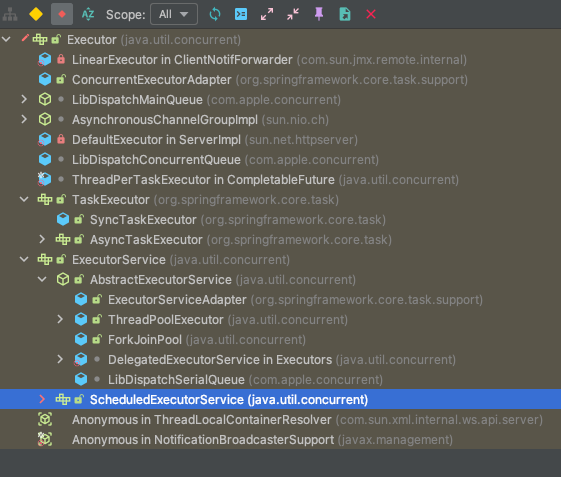 Scope: All
Executor (java.util.concurrent)
LinearExecutor in ClientNotifForwarder (com.sun.jmx.remote.internal)
ConcurrentExecutorAdapter (org.springframework.core.task.support)
LibDispatchMainQueue (com.apple.concurrent)
AsynchronousChannelGroupImpl (sun.nio.ch)
DefaultExecutor in ServerImpl (sun.net.httpserver)
LibDispatchConcurrentQueue (com.apple.concurrent)
ThreadPerTaskExecutor in CompletableFuture (java.util.concurrent)
TaskExecutor (org.springframework.core.task)
SyncTaskExecutor (org.springframework.core.task)
AsyncTaskExecutor (org.springframework.core.task)
ExecutorService (java.util.concurrent)
AbstractExecutorService (java.util.concurrent)
ExecutorServiceAdapter (org.springframework.core.task.support)
ThreadPoolExecutor (java.util.concurrent)
ForkJoinPool (java.util.concurrent)
DelegatedExecutorService in Executors (java.util.concurrent)
LibDispatchSerialQueue (com.apple.concurrent)
ScheduledExecutorService (java.util.concurrent)
Anonymous in ThreadLocalContainerResolver (com.sun.xml.internal.ws.api.server)
Anonymous in NotificationBroadcasterSupport (javax.management)